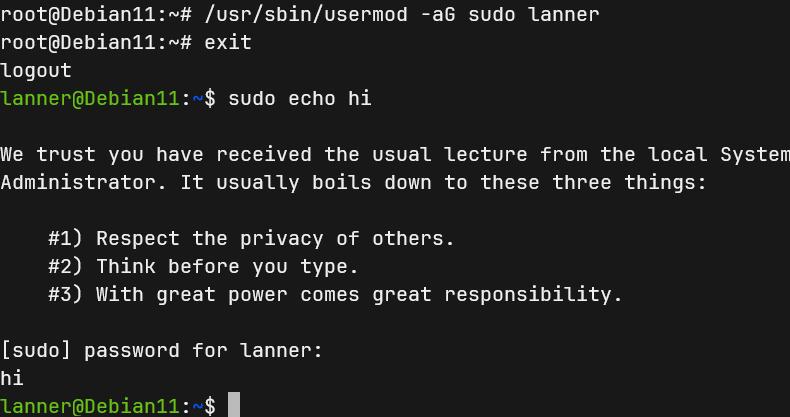 root@Debian11:~# /usr/sbin/usermod -aG sudo lanner
root@Debian11:~# exit
logout
lanner@Debian11:~$ sudo echo hi

We trust you have received the usual lecture from the local System
Administrator. It usually boils down to these three things:

    #1) Respect the privacy of others.
    #2) Think before you type.
    #3) With great power comes great responsibility.

[sudo] password for lanner:
hi
lanner@Debian11:~$